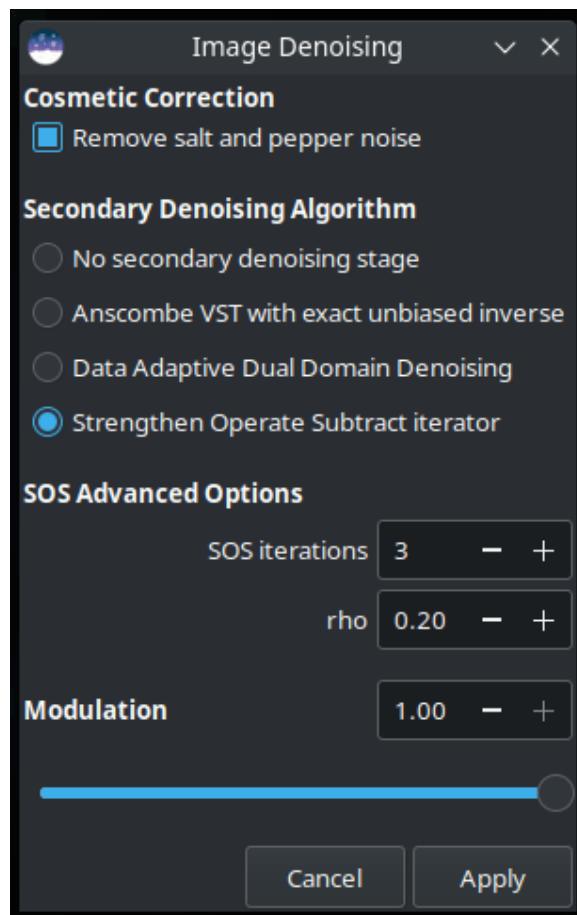 Image Denoising
Cosmetic Correction
Remove salt and pepper noise
Secondary Denoising Algorithm
No secondary denoising stage
Anscombe VST with exact unbiased inverse
Data Adaptive Dual Domain Denoising
Strengthen Operate Subtract iterator
SOS Advanced Options
SOS iterations 3 − +
rho 0.20 − +
Modulation 1.00 − +
Cancel Apply